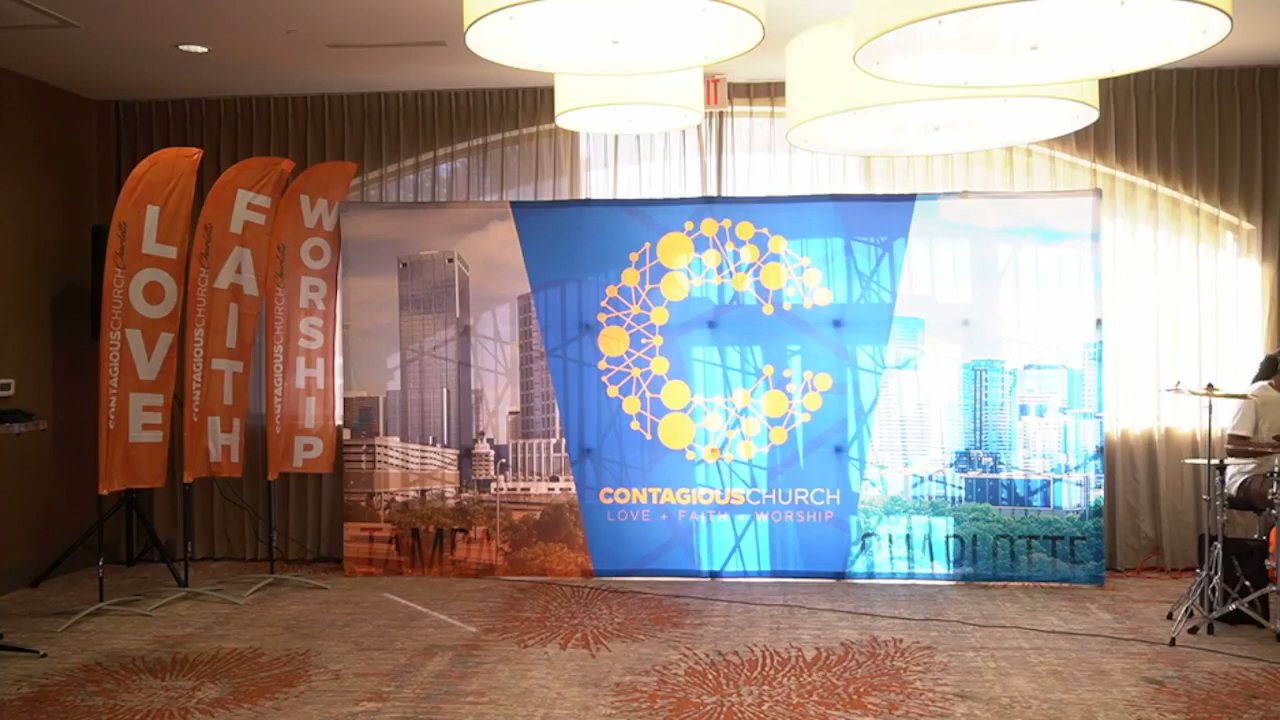 LOVE
CONTAGIOUSCHURCH Charlotte
FAITH
CONTAGIOUSCHURCH Charlotte
WORSHIP
CONTAGIOUSCHURCH Charlotte
CONTAGIOUSCHURCH
LOVE + FAITH + WORSHIP
TAMPA
CHARLOTTE